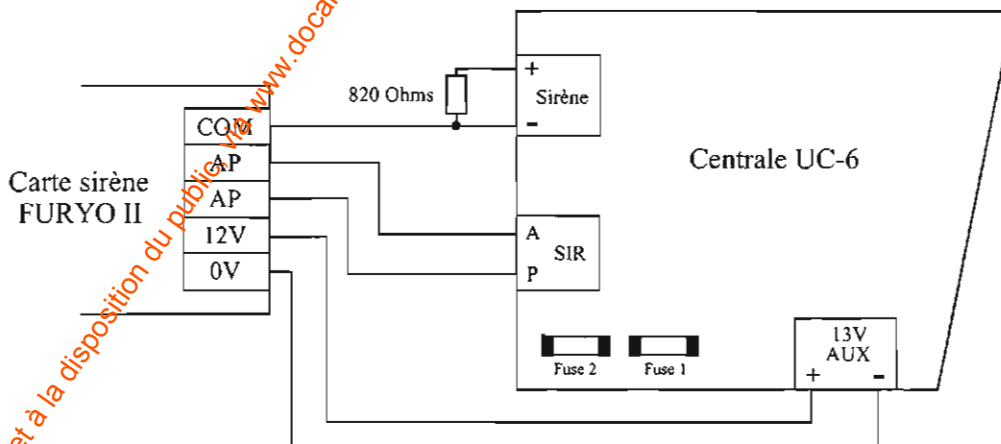 et à la disposition du public, via www.docar
820 Ohms
+
Sirène
-
COM
AP
AP
12V
0V
Carte sirène
FURYO II
Centrale UC-6
A
SIR
P
Fuse 2
Fuse 1
13V
AUX
+
-